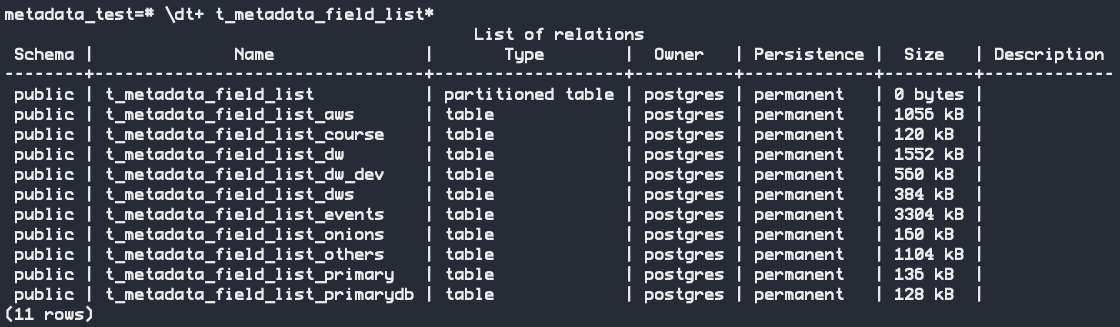 metadata_test=# \dt+ t_metadata_field_list*
List of relations
Schema | Name | Type | Owner | Persistence | Size | Description
--------+---------------------------------+-------------------+----------+-------------+---------+-------------
public | t_metadata_field_list | partitioned table | postgres | permanent | 0 bytes |
public | t_metadata_field_list_aws | table | postgres | permanent | 1056 kB |
public | t_metadata_field_list_course | table | postgres | permanent | 120 kB |
public | t_metadata_field_list_dw | table | postgres | permanent | 1552 kB |
public | t_metadata_field_list_dw_dev | table | postgres | permanent | 560 kB |
public | t_metadata_field_list_dws | table | postgres | permanent | 384 kB |
public | t_metadata_field_list_events | table | postgres | permanent | 3304 kB |
public | t_metadata_field_list_onions | table | postgres | permanent | 160 kB |
public | t_metadata_field_list_others | table | postgres | permanent | 1104 kB |
public | t_metadata_field_list_primary | table | postgres | permanent | 136 kB |
public | t_metadata_field_list_primarydb | table | postgres | permanent | 128 kB |
(11 rows)